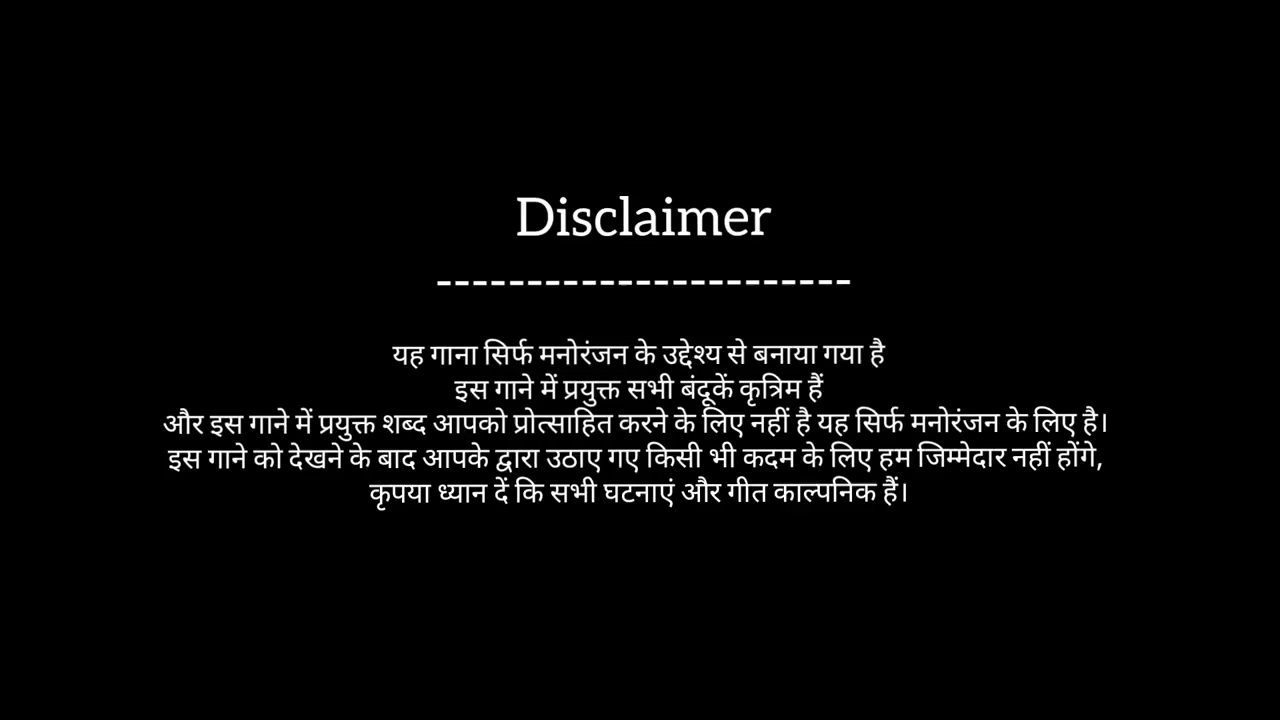 Disclaimer
-----------------------
यह गाना सिर्फ मनोरंजन के उद्देश्य से बनाया गया है
इस गाने में प्रयुक्त सभी बंदूकें कृत्रिम हैं
और इस गाने में प्रयुक्त शब्द आपको प्रोत्साहित करने के लिए नहीं है यह सिर्फ मनोरंजन के लिए है।
इस गाने को देखने के बाद आपके द्वारा उठाए गए किसी भी कदम के लिए हम जिम्मेदार नहीं होंगे,
कृपया ध्यान दें कि सभी घटनाएं और गीत काल्पनिक हैं।